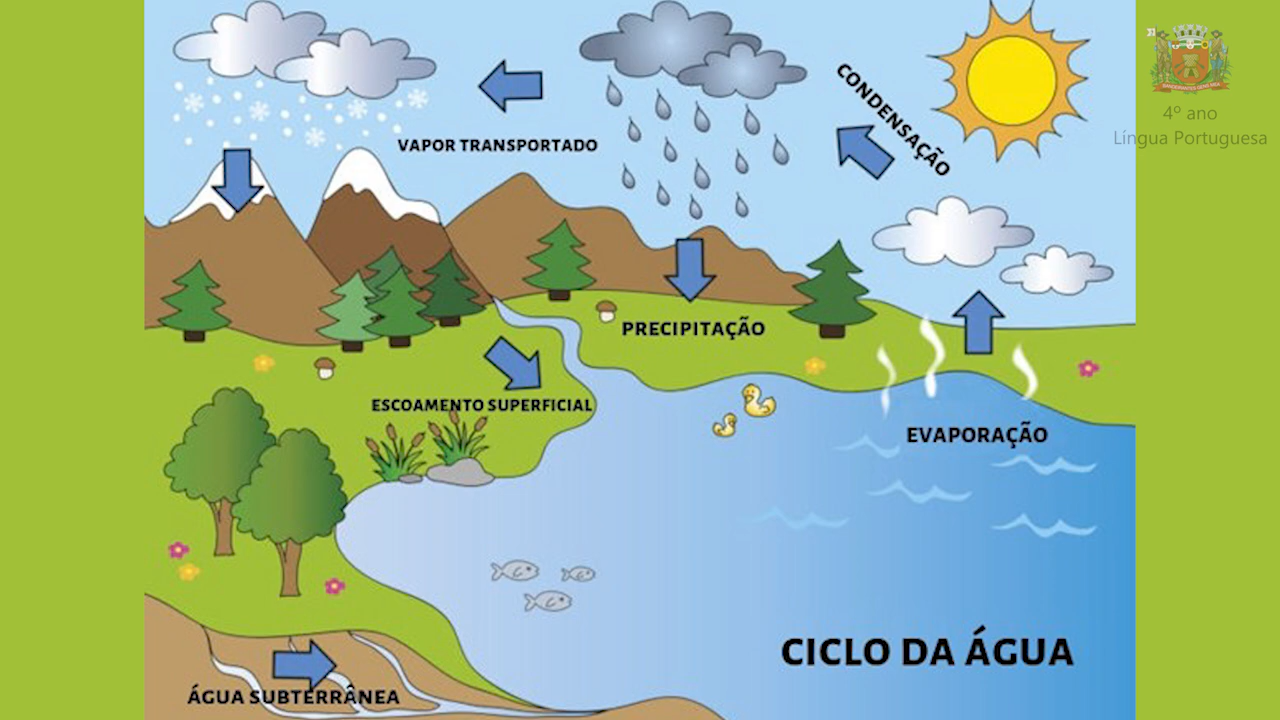 4º ano
Língua Portuguesa
CONDENSAÇÃO
VAPOR TRANSPORTADO
PRECIPITAÇÃO
ESCOAMENTO SUPERFICIAL
EVAPORAÇÃO
CICLO DA ÁGUA
ÁGUA SUBTERRÂNEA